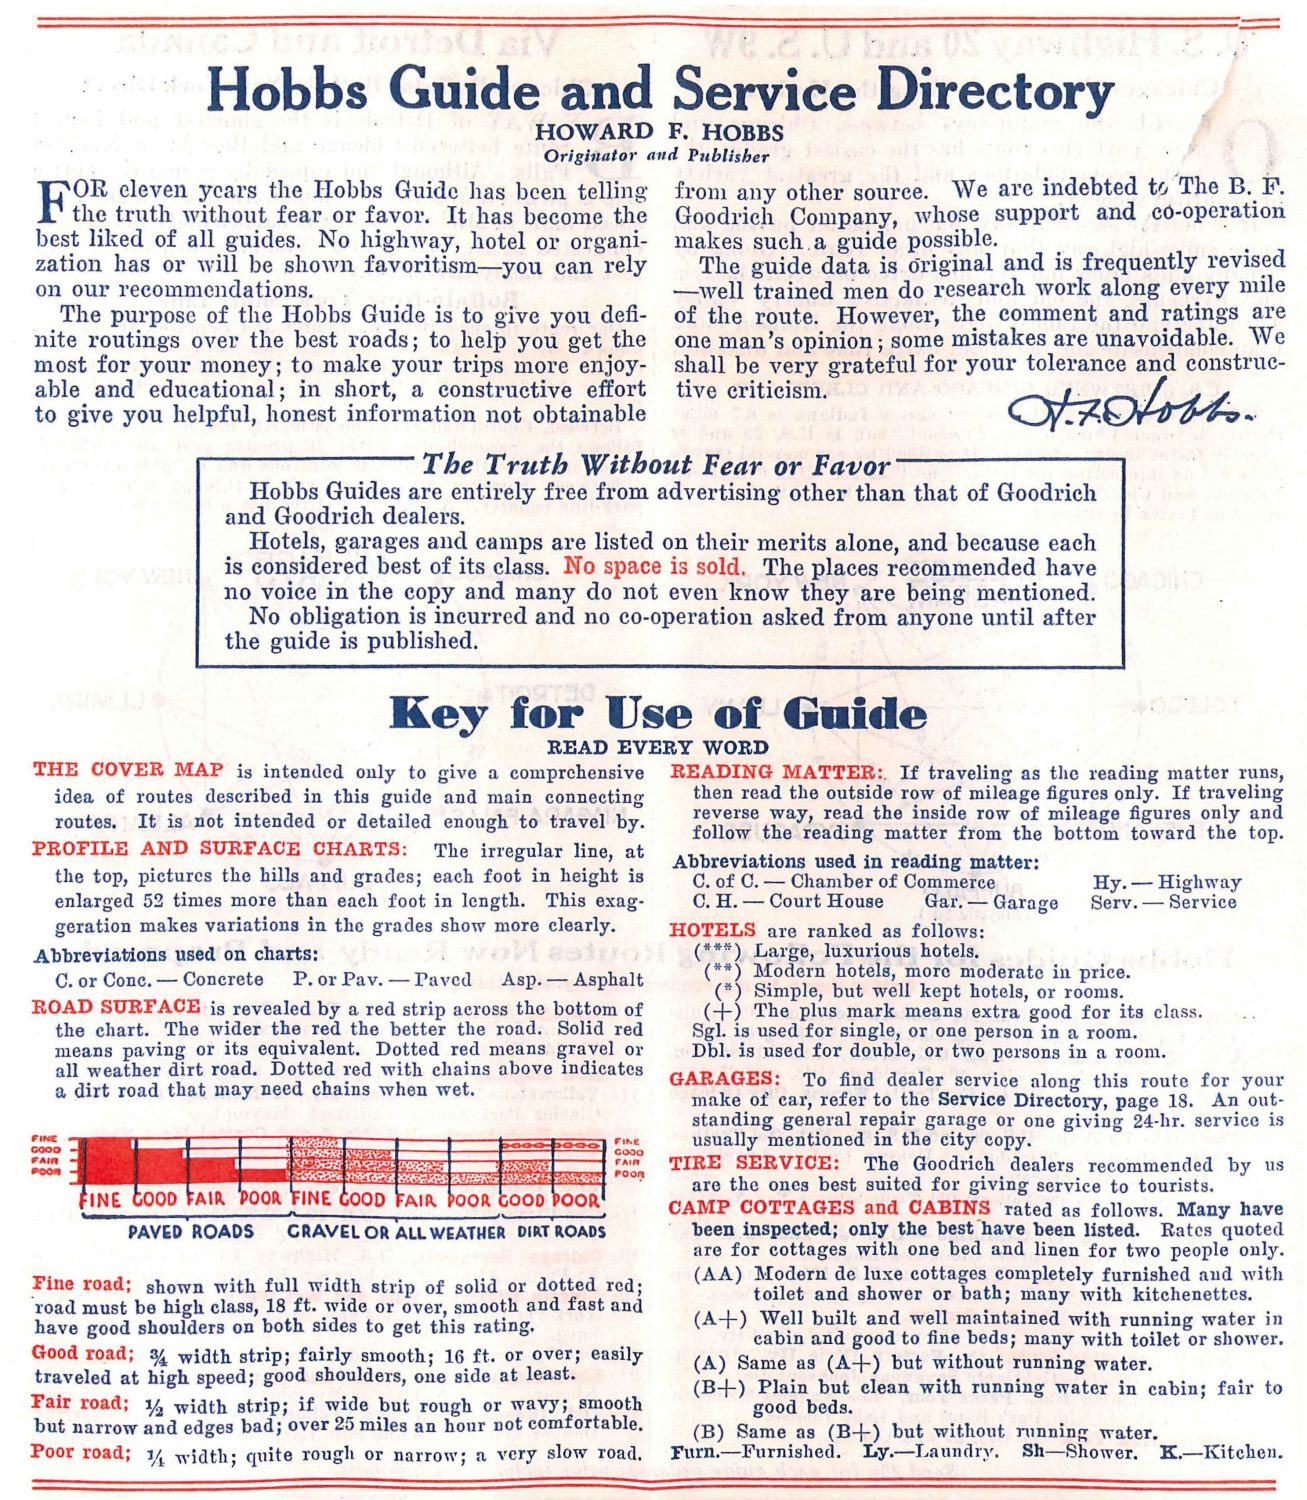 Hobbs Guide and Service Directory
HOWARD F. HOBBS
Originator and Publisher
FOR eleven years the Hobbs Guide has been telling
the truth without fear or favor. It has become the
best liked of all guides. No highway, hotel or organi-
zation has or will be shown favoritism—you can rely
on our recommendations.
The purpose of the Hobbs Guide is to give you defi-
nite routings over the best roads; to help you get the
most for your money; to make your trips more enjoy-
able and educational; in short, a constructive effort
to give you helpful, honest information not obtainable
from any other source. We are indebted to The B. F.
Goodrich Company, whose support and co-operation
makes such a guide possible.
The guide data is original and is frequently revised
—well trained men do research work along every mile
of the route. However, the comment and ratings are
one man's opinion; some mistakes are unavoidable. We
shall be very grateful for your tolerance and construc-
tive criticism.
H. F. Hobbs.
The Truth Without Fear or Favor
Hobbs Guides are entirely free from advertising other than that of Goodrich
and Goodrich dealers.
Hotels, garages and camps are listed on their merits alone, and because each
is considered best of its class. No space is sold. The places recommended have
no voice in the copy and many do not even know they are being mentioned.
No obligation is incurred and no co-operation asked from anyone until after
the guide is published.
Key for Use of Guide
READ EVERY WORD
THE COVER MAP is intended only to give a comprehensive
idea of routes described in this guide and main connecting
routes. It is not intended or detailed enough to travel by.
PROFILE AND SURFACE CHARTS: The irregular line, at
the top, pictures the hills and grades; each foot in height is
enlarged 52 times more than each foot in length. This exag-
geration makes variations in the grades show more clearly.
Abbreviations used on charts:
C. or Conc. — Concrete P. or Pav. — Paved Asp. — Asphalt
ROAD SURFACE is revealed by a red strip across the bottom of
the chart. The wider the red the better the road. Solid red
means paving or its equivalent. Dotted red means gravel or
all weather dirt road. Dotted red with chains above indicates
a dirt road that may need chains when wet.
FINE FINE
GOOD GOOD
FAIR FAIR
POOR POOR
FINE GOOD FAIR POOR FINE GOOD FAIR POOR GOOD POOR
PAVED ROADS GRAVEL OR ALL WEATHER DIRT ROADS
Fine road; shown with full width strip of solid or dotted red;
road must be high class, 18 ft. wide or over, smooth and fast and
have good shoulders on both sides to get this rating.
Good road; ¾ width strip; fairly smooth; 16 ft. or over; easily
traveled at high speed; good shoulders, one side at least.
Fair road; ½ width strip; if wide but rough or wavy; smooth
but narrow and edges bad; over 25 miles an hour not comfortable.
Poor road; ¼ width; quite rough or narrow; a very slow road.
READING MATTER: If traveling as the reading matter runs,
then read the outside row of mileage figures only. If traveling
reverse way, read the inside row of mileage figures only and
follow the reading matter from the bottom toward the top.
Abbreviations used in reading matter:
C. of C. — Chamber of Commerce Hy. — Highway
C. H. — Court House Gar. — Garage Serv. — Service
HOTELS are ranked as follows:
(***) Large, luxurious hotels.
(**) Modern hotels, more moderate in price.
(*) Simple, but well kept hotels, or rooms.
(+) The plus mark means extra good for its class.
Sgl. is used for single, or one person in a room.
Dbl. is used for double, or two persons in a room.
GARAGES: To find dealer service along this route for your
make of car, refer to the Service Directory, page 18. An out-
standing general repair garage or one giving 24-hr. service is
usually mentioned in the city copy.
TIRE SERVICE: The Goodrich dealers recommended by us
are the ones best suited for giving service to tourists.
CAMP COTTAGES and CABINS rated as follows. Many have
been inspected; only the best have been listed. Rates quoted
are for cottages with one bed and linen for two people only.
(AA) Modern de luxe cottages completely furnished and with
toilet and shower or bath; many with kitchenettes.
(A+) Well built and well maintained with running water in
cabin and good to fine beds; many with toilet or shower.
(A) Same as (A+) but without running water.
(B+) Plain but clean with running water in cabin; fair to
good beds.
(B) Same as (B+) but without running water.
Furn.—Furnished. Ly.—Laundry. Sh—Shower. K.—Kitchen.